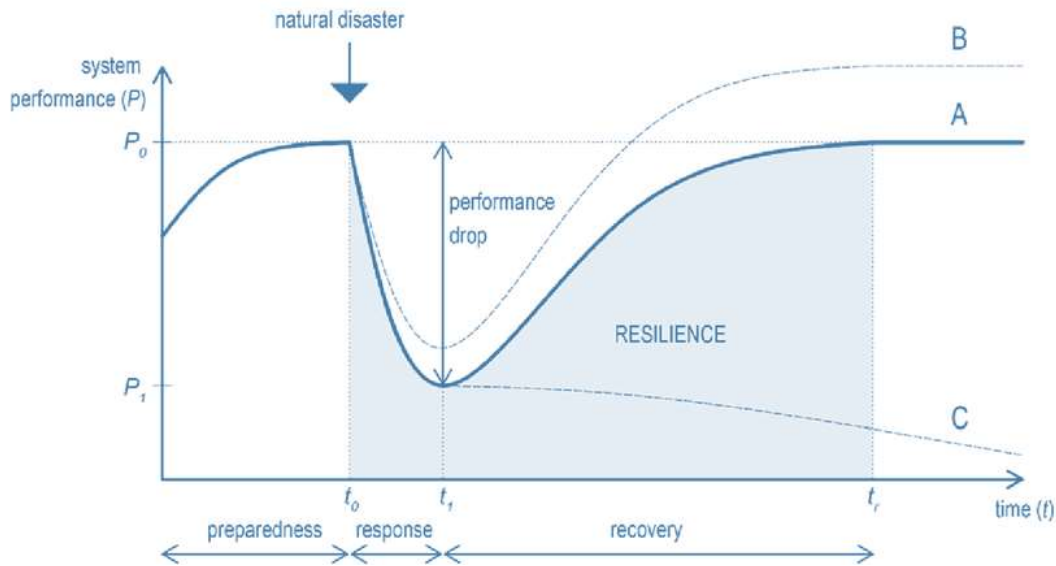 natural disaster
B
system
performance (P)
A
P₀
performance
drop
RESILIENCE
P₁
C
t₀
t₁
tᵣ
time (t)
preparedness
response
recovery